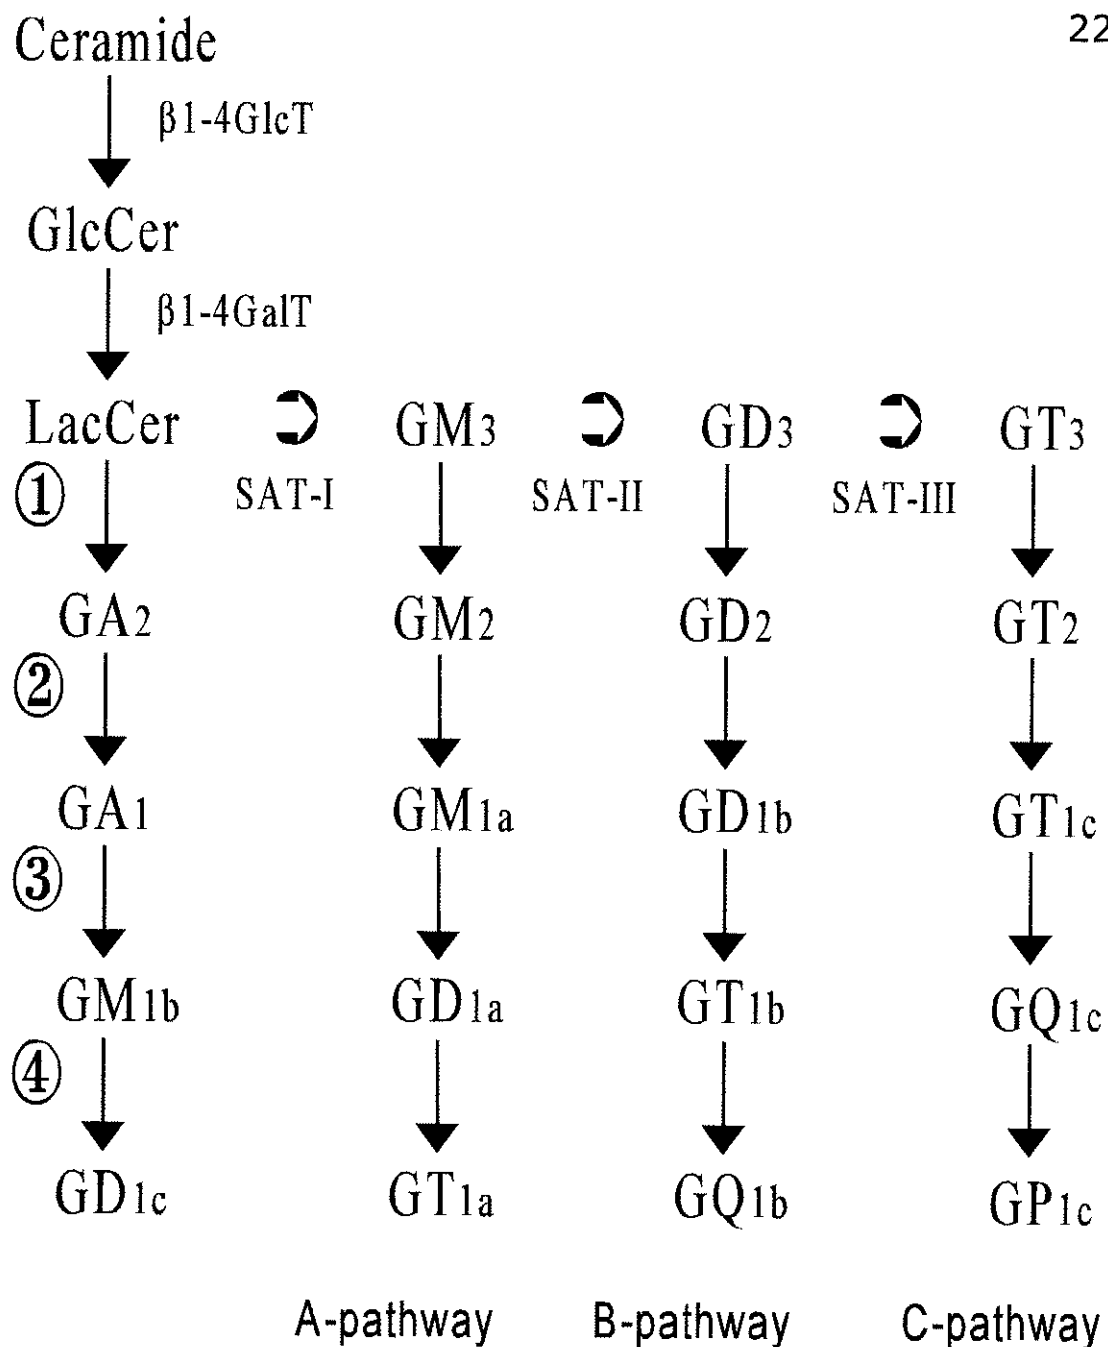 22
Ceramide
β1-4GlcT
GlcCer
β1-4GalT
LacCer GM3 GD3 GT3
① SAT-I SAT-II SAT-III
GA2 GM2 GD2 GT2
②
GA1 GM1a GD1b GT1c
③
GM1b GD1a GT1b GQ1c
④
GD1c GT1a GQ1b GP1c
A-pathway B-pathway C-pathway